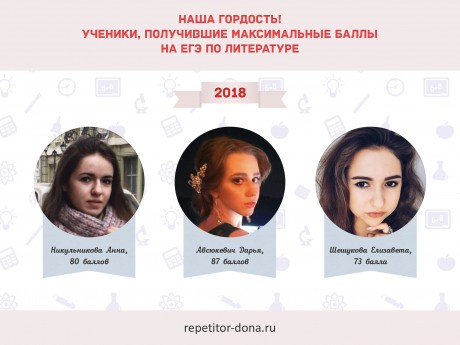 НАША ГОРДОСТЬ!
УЧЕНИКИ, ПОЛУЧИВШИЕ МАКСИМАЛЬНЫЕ БАЛЛЫ
НА ЕГЭ ПО ЛИТЕРАТУРЕ
2018
Никульникова Анна,
80 баллов
Авсюкевич Дарья,
87 баллов
Шешукова Елизавета,
73 балла
repetitor-dona.ru